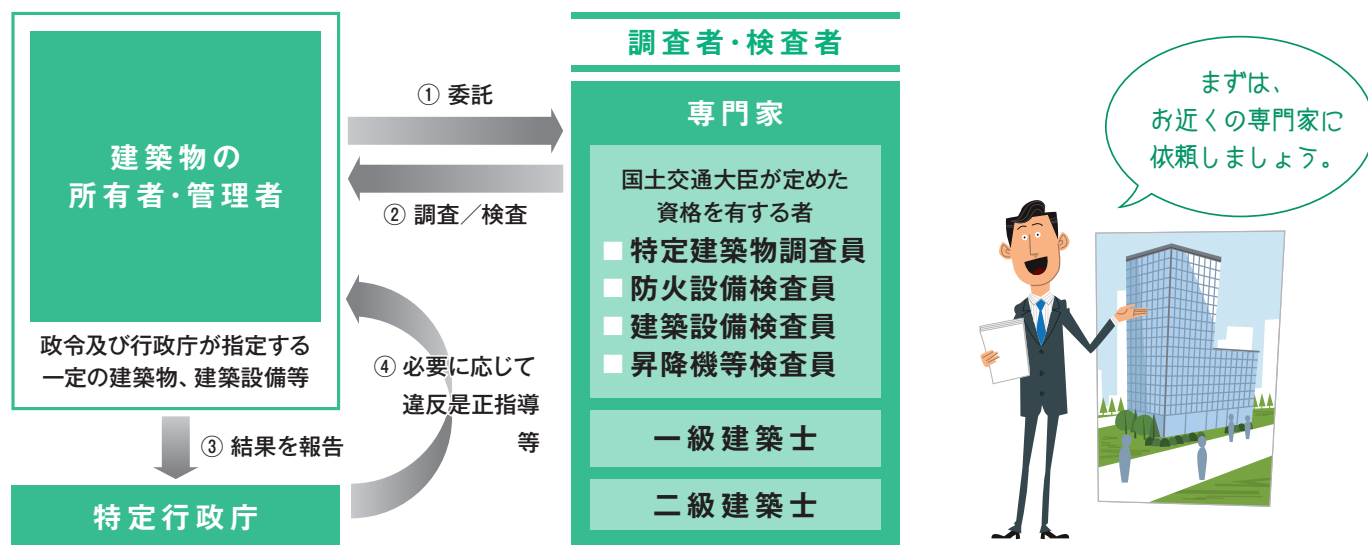 建築物の
所有者・管理者
政令及び行政庁が指定する
一定の建築物、建築設備等
① 委託
② 調査／検査
③ 結果を報告
④ 必要に応じて
違反是正指導
等
特定行政庁
調査者・検査者
専門家
国土交通大臣が定めた
資格を有する者
■ 特定建築物調査員
■ 防火設備検査員
■ 建築設備検査員
■ 昇降機等検査員
一級建築士
二級建築士
まずは、
お近くの専門家に
依頼しましょう。